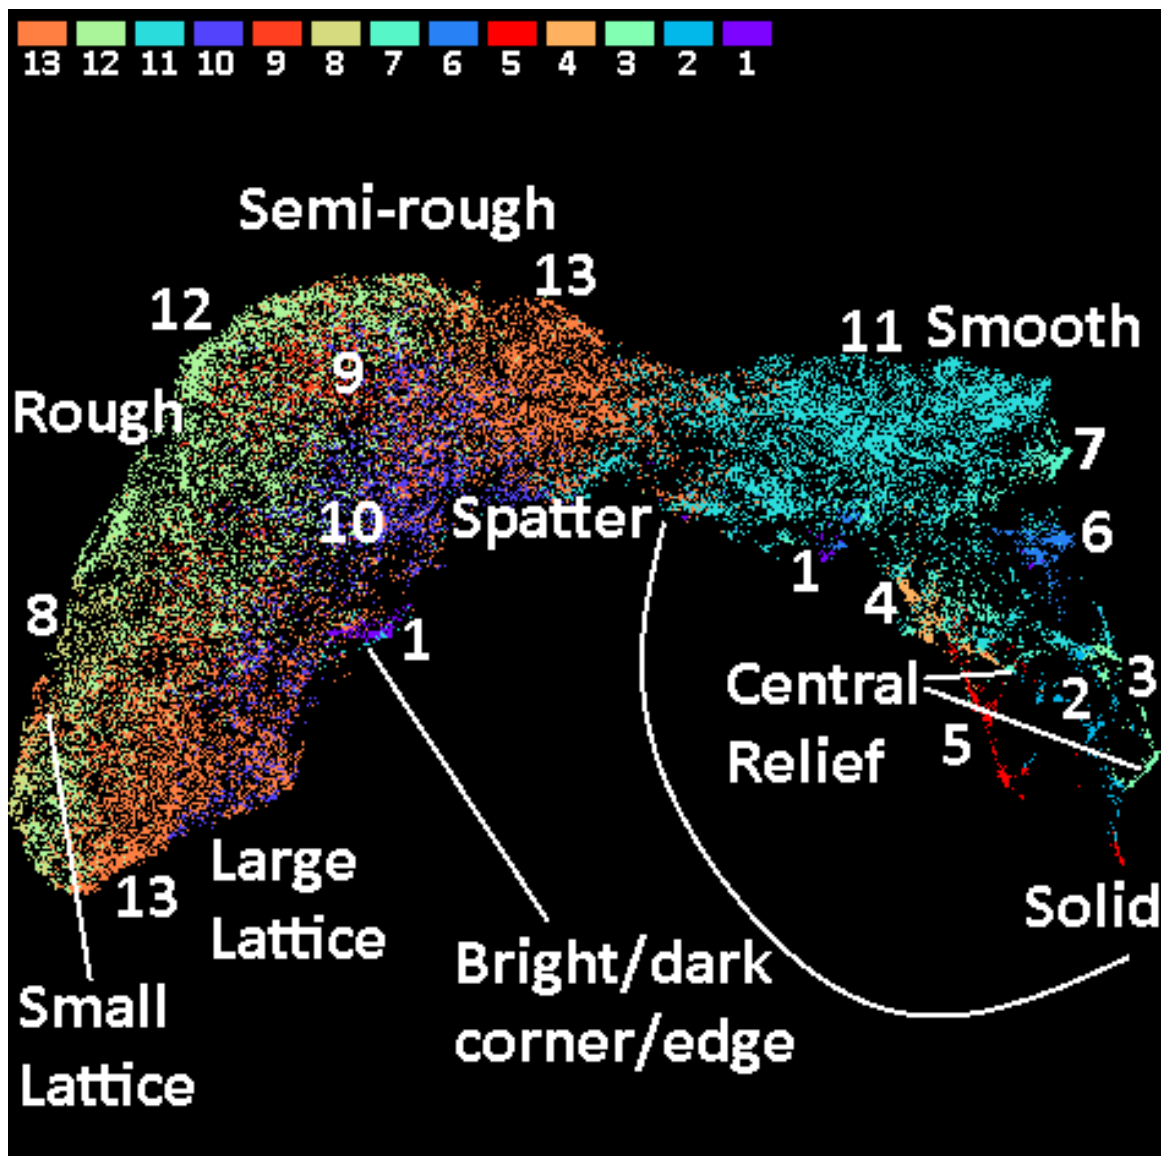 13 12 11 10 9 8 7 6 5 4 3 2 1
Semi-rough
13
12
11 Smooth
9
Rough
7
10
Spatter
6
1
4
8
1
Central
Relief
3
2
5
Large
Lattice
13
Solid
Bright/dark
corner/edge
Small
Lattice